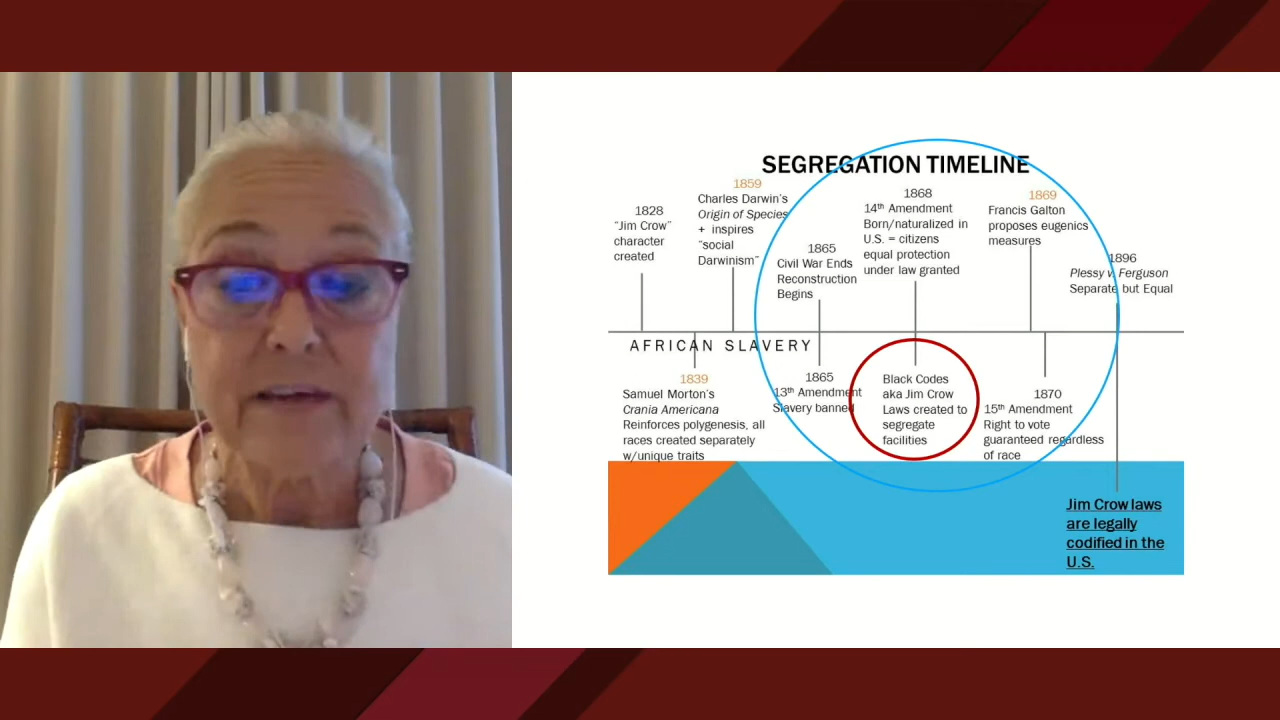 SEGREGATION TIMELINE
1828
“Jim Crow”
character
created
1859
Charles Darwin’s
Origin of Species
+ inspires
“social
Darwinism”
1865
Civil War Ends
Reconstruction
Begins
1868
14th Amendment
Born/naturalized in
U.S. = citizens
equal protection
under law granted
1869
Francis Galton
proposes eugenics
measures
1896
Plessy v. Ferguson
Separate but Equal
AFRICAN SLAVERY
1839
Samuel Morton’s
Crania Americana
Reinforces polygenesis, all
races created separately
w/unique traits
1865
13th Amendment
Slavery banned
Black Codes
aka Jim Crow
Laws created to
segregate
facilities
1870
15th Amendment
Right to vote
guaranteed regardless
of race
Jim Crow laws
are legally
codified in the
U.S.